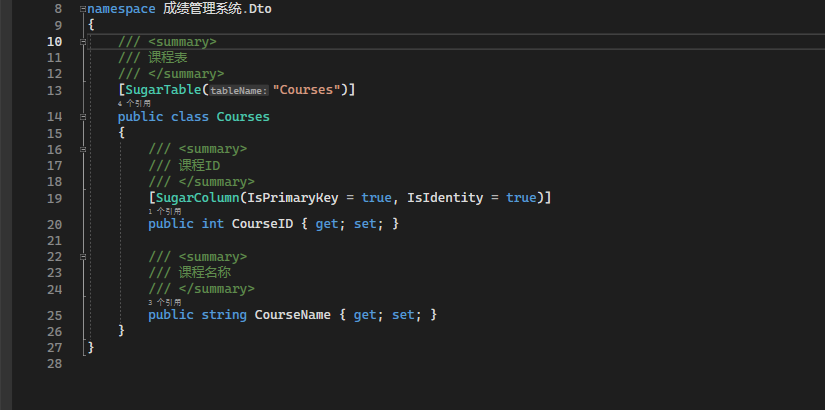 8 namespace 成绩管理系统.Dto
9 {
10 /// <summary>
11 /// 课程表
12 /// </summary>
13 [SugarTable(tableName: "Courses")]
4 个引用
14 public class Courses
15 {
16 /// <summary>
17 /// 课程ID
18 /// </summary>
19 [SugarColumn(IsPrimaryKey = true, IsIdentity = true)]
1 个引用
20 public int CourseID { get; set; }
21
22 /// <summary>
23 /// 课程名称
24 /// </summary>
3 个引用
25 public string CourseName { get; set; }
26 }
27 }
28